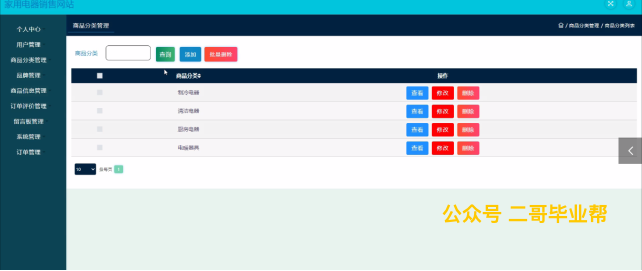 家用电器销售网站
个人中心
用户管理
商品分类管理
品牌管理
商品信息管理
订单评价管理
留言板管理
系统管理
订单管理
商品分类管理
/ 商品分类管理 / 商品分类列表
商品分类
查询
添加
批量删除
商品分类
操作
制冷电器
查看
修改
删除
清洁电器
查看
修改
删除
厨房电器
查看
修改
删除
电脑器具
查看
修改
删除
10
1
公众号 二哥毕业帮